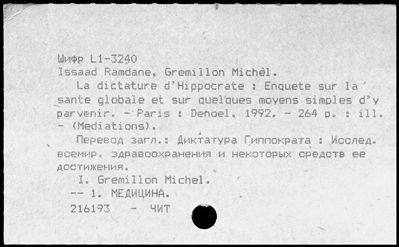 Шифр L1-3240
Issaad Ramdane, Gremillon Michel.
La dictature d'Hippocrate : Enquete sur la
sante globale et sur quelques moyens simples d'y
parvenir. - Paris : Denoel, 1992. - 264 p. : ill.
- (Mediations).
Перевод загл.: Диктатура Гиппократа : Исслед.
всемир. здравоохранения и некоторых средств ее
достижения.
I. Gremillon Michel.
-- 1. МЕДИЦИНА.
216193 - ЧИТ